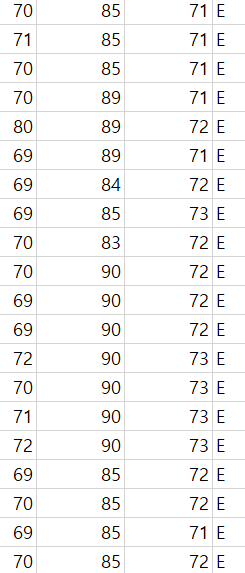 70 85 71 E
71 85 71 E
70 85 71 E
70 89 71 E
80 89 72 E
69 89 71 E
69 84 72 E
69 85 73 E
70 83 72 E
70 90 72 E
69 90 72 E
69 90 72 E
72 90 73 E
70 90 73 E
71 90 73 E
72 90 73 E
69 85 72 E
70 85 72 E
69 85 71 E
70 85 72 E